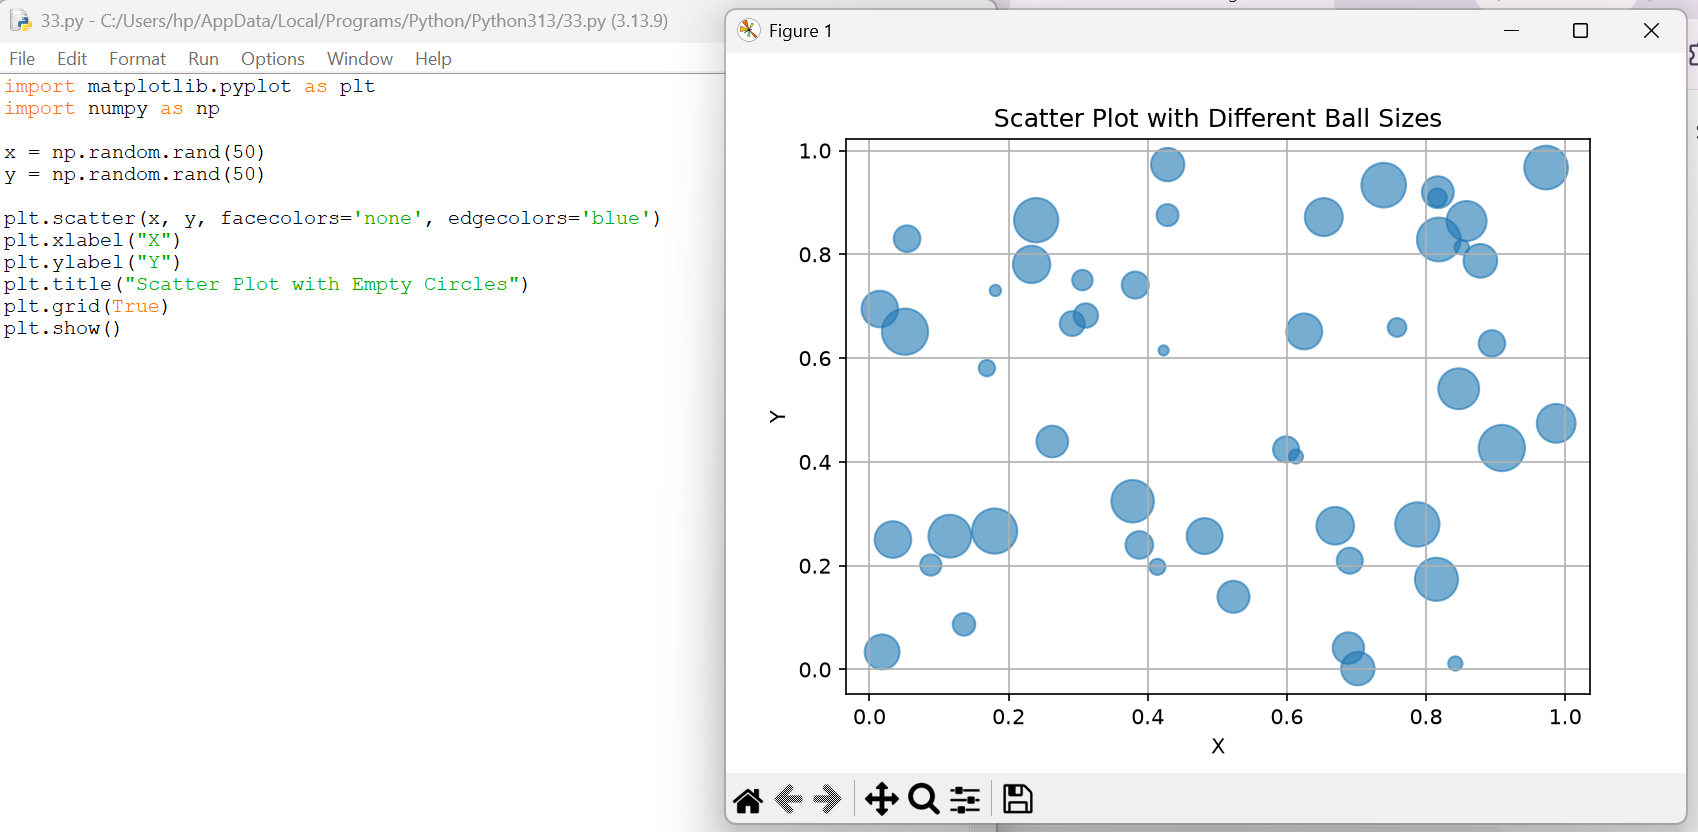 33.py - C:/Users/hp/AppData/Local/Programs/Python/Python313/33.py (3.13.9)
File Edit Format Run Options Window Help
import matplotlib.pyplot as plt
import numpy as np
x = np.random.rand(50)
y = np.random.rand(50)
plt.scatter(x, y, facecolors='none', edgecolors='blue')
plt.xlabel("X")
plt.ylabel("Y")
plt.title("Scatter Plot with Empty Circles")
plt.grid(True)
plt.show()
Figure 1
Scatter Plot with Different Ball Sizes
1.0
0.8
0.6
Y
0.4
0.2
0.0
0.0 0.2 0.4 0.6 0.8 1.0
X